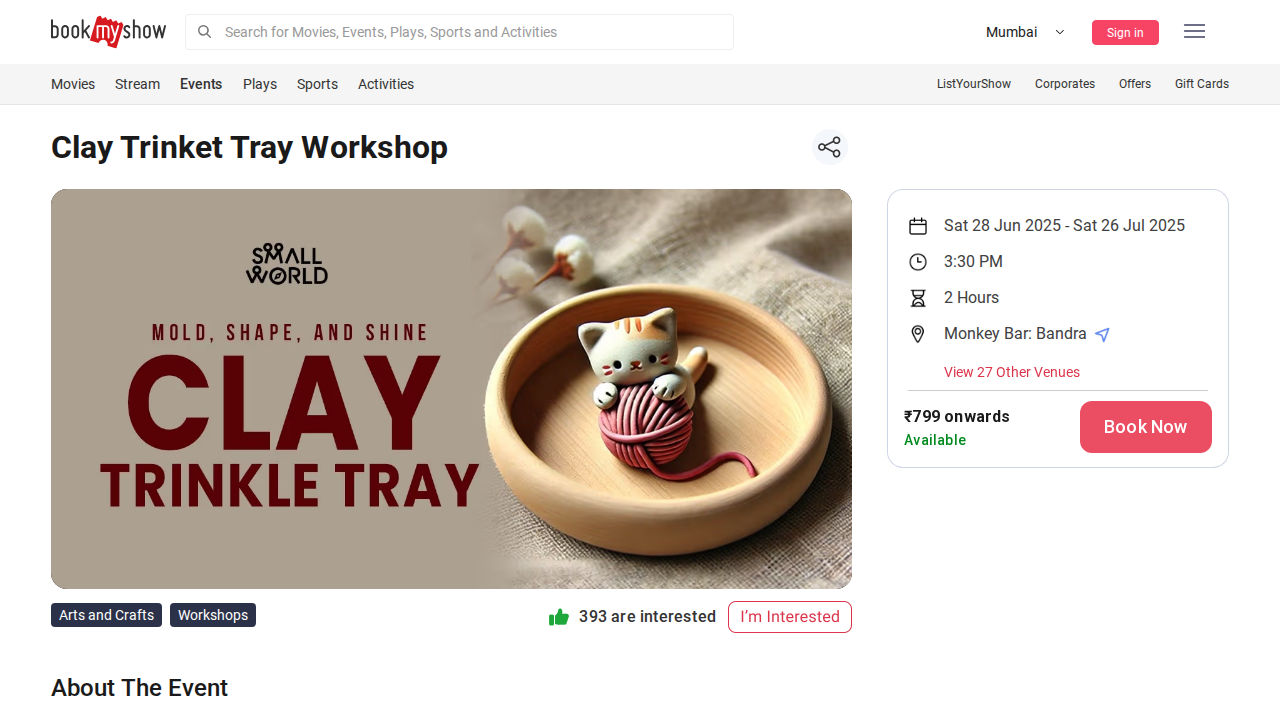 bookmyshow
Search for Movies, Events, Plays, Sports and Activities
Mumbai
Sign in
Movies
Stream
Events
Plays
Sports
Activities
ListYourShow
Corporates
Offers
Gift Cards
Clay Trinket Tray Workshop
SMALL
WORLD
MOLD, SHAPE, AND SHINE
CLAY
TRINKLE TRAY
Sat 28 Jun 2025 - Sat 26 Jul 2025
3:30 PM
2 Hours
Monkey Bar: Bandra
View 27 Other Venues
₹799 onwards
Available
Book Now
Arts and Crafts
Workshops
393 are interested
I’m Interested
About The Event